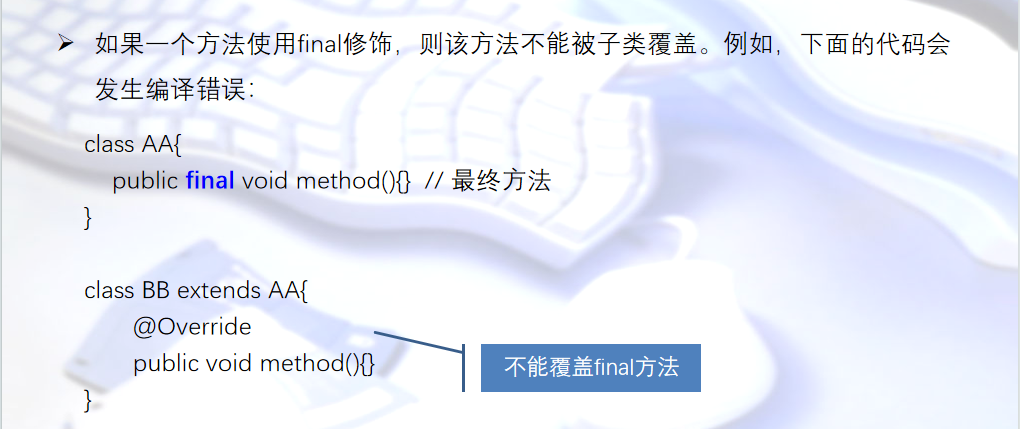 ➢ 如果一个方法使用final修饰，则该方法不能被子类覆盖。例如，下面的代码会
发生编译错误：
class AA{
public final void method(){} // 最终方法
}
class BB extends AA{
@Override
public void method(){}
不能覆盖final方法
}